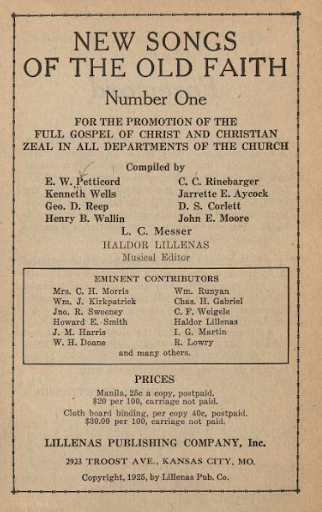 NEW SONGS
OF THE OLD FAITH
Number One
FOR THE PROMOTION OF THE
FULL GOSPEL OF CHRIST AND CHRISTIAN
ZEAL IN ALL DEPARTMENTS OF THE CHURCH
Compiled by
E. W. Petticord C. C. Rinebarger
Kenneth Wells Jarrette E. Aycock
Geo. D. Reep D. S. Corlett
Henry B. Wallin John E. Moore
L. C. Messer
HALDOR LILLENAS
Musical Editor
EMINENT CONTRIBUTORS
Mrs. C. H. Morris Wm. Runyan
Wm. J. Kirkpatrick Chas. H. Gabriel
Jno. R. Sweeney C. F. Weigele
Howard E. Smith Haldor Lillenas
J. M. Harris I. G. Martin
W. H. Doane R. Lowry
and many others.
PRICES
Manila, 25c a copy, postpaid.
$20 per 100, carriage not paid.
Cloth board binding, per copy 40c, postpaid.
$30.00 per 100, carriage not paid.
LILLENAS PUBLISHING COMPANY, Inc.
2923 TROOST AVE., KANSAS CITY, MO.
Copyright, 1925, by Lillenas Pub. Co.